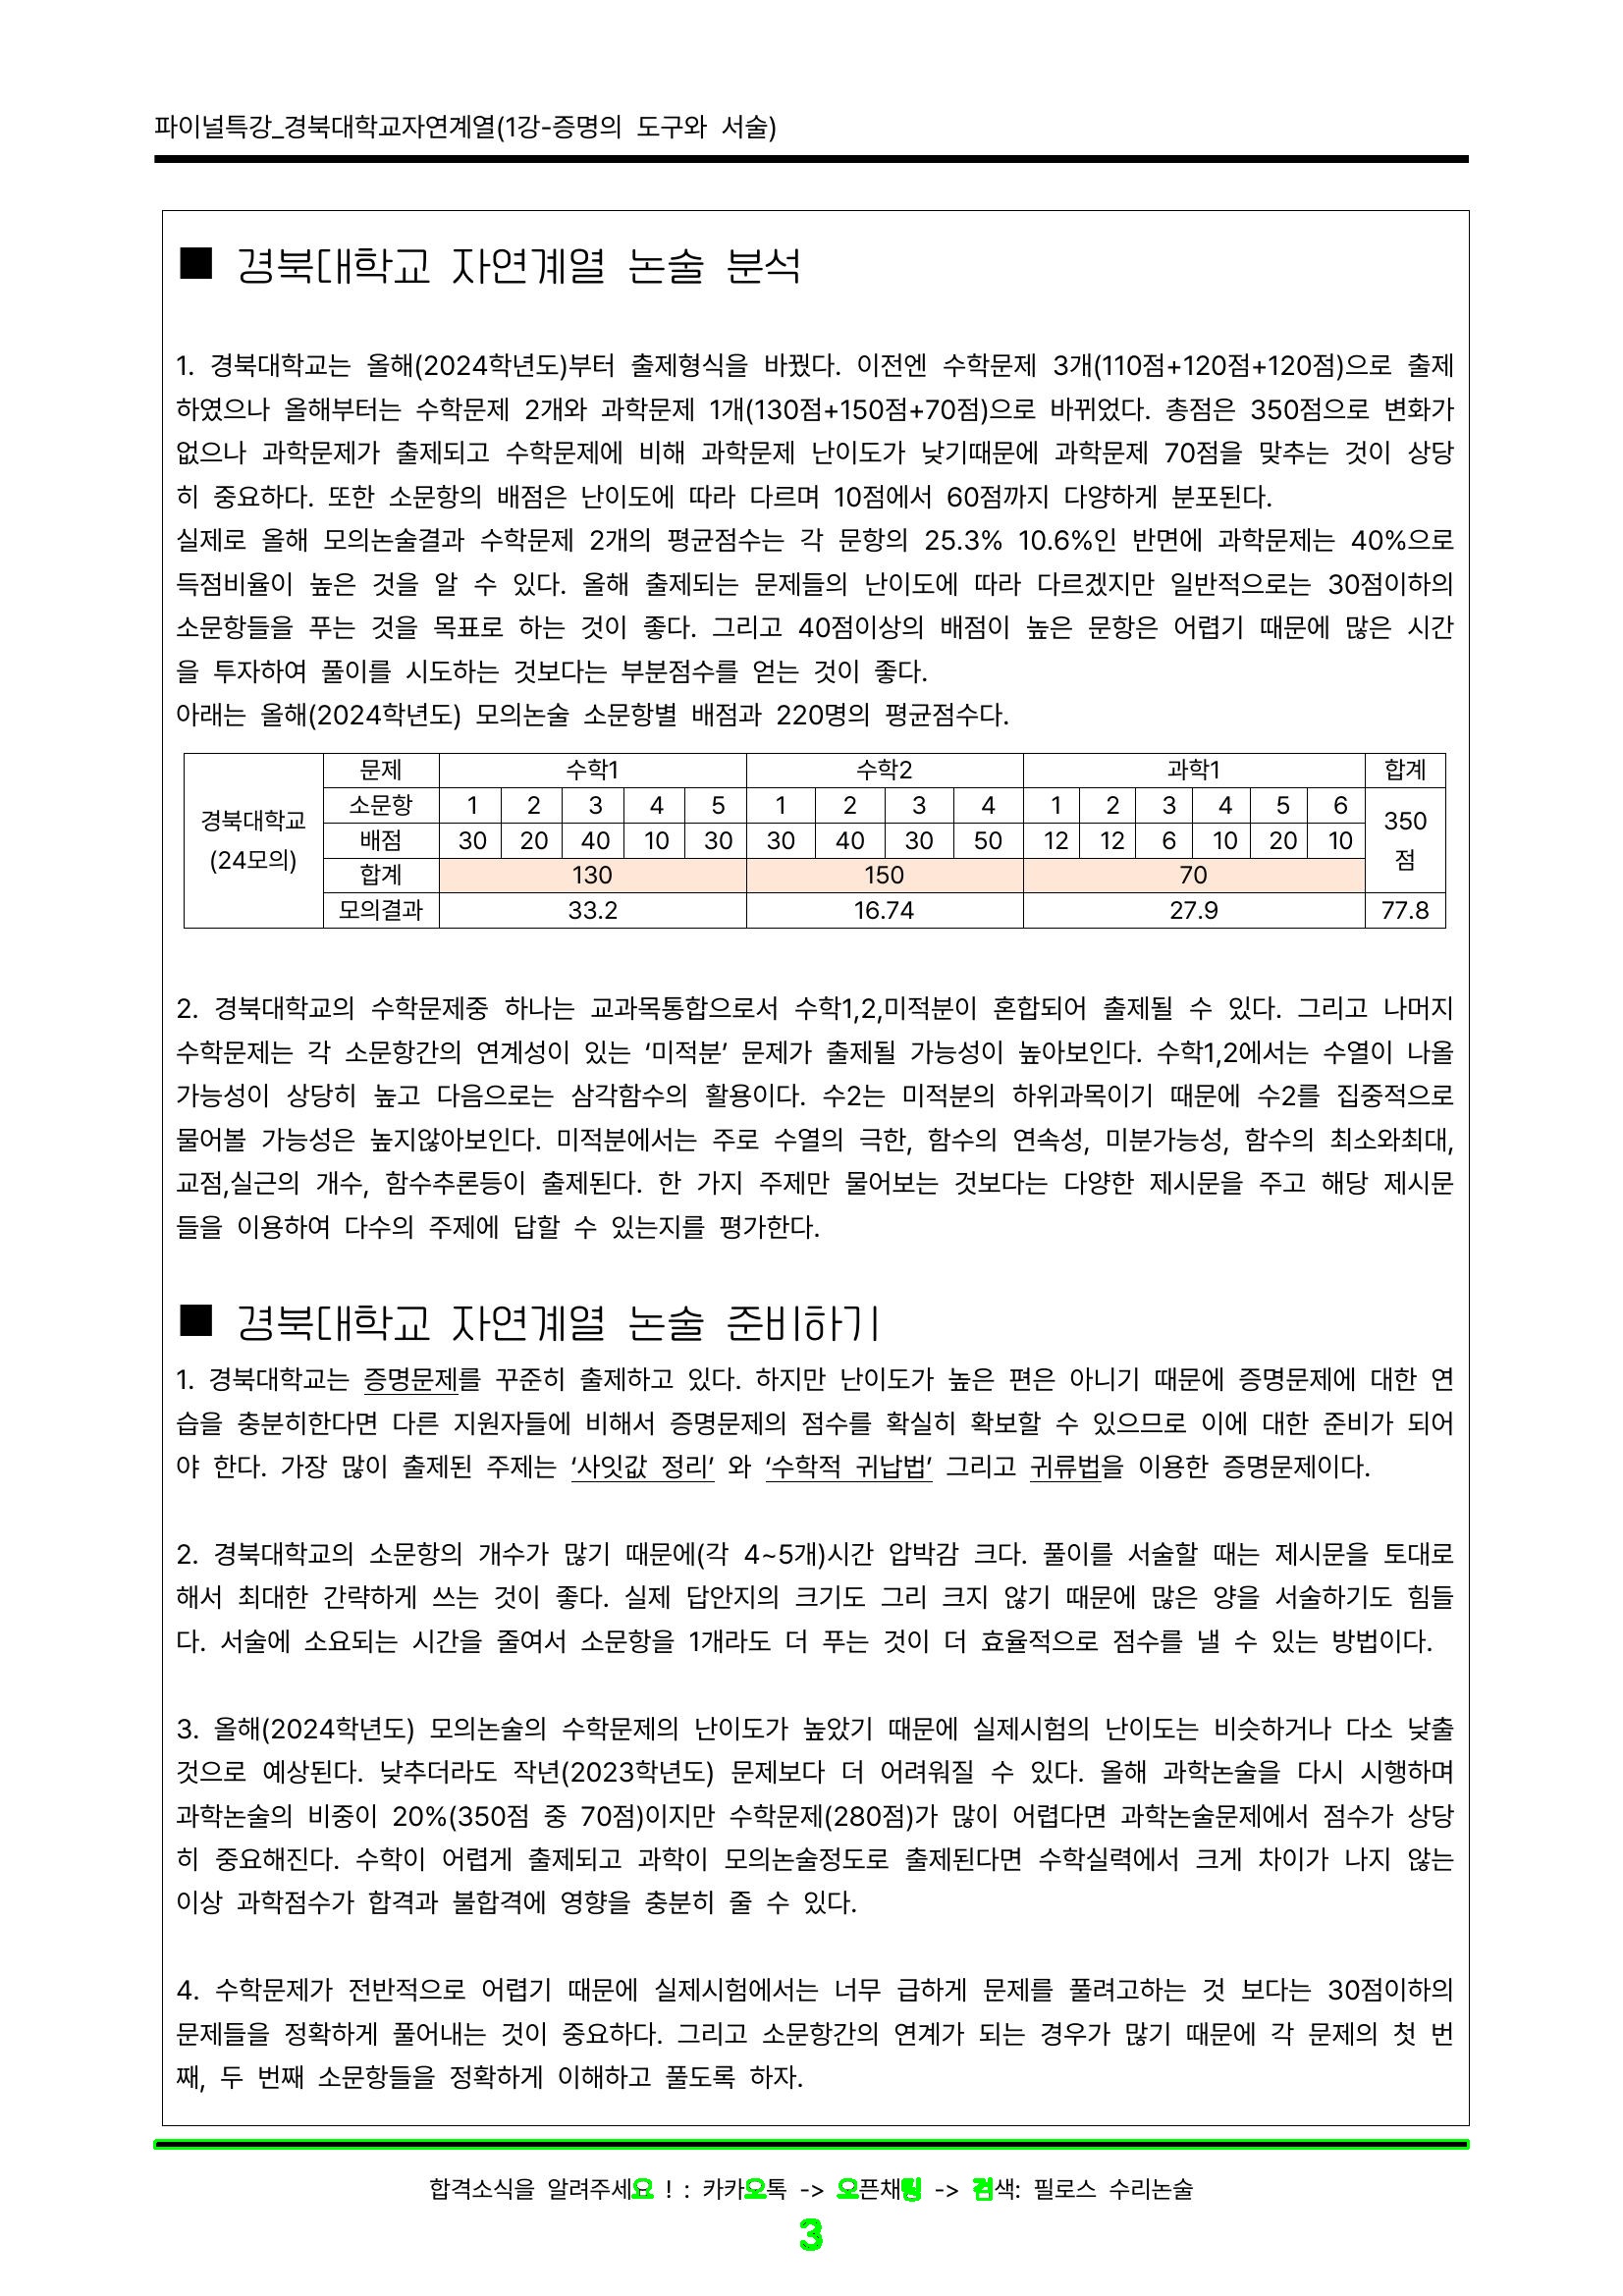 파이널특강_경북대학교자연계열(1강-증명의 도구와 서술)
■ 경북대학교 자연계열 논술 분석
1. 경북대학교는 올해(2024학년도)부터 출제형식을 바꿨다. 이전엔 수학문제 3개(110점+120점+120점)으로 출제
하였으나 올해부터는 수학문제 2개와 과학문제 1개(130점+150점+70점)으로 바뀌었다. 총점은 350점으로 변화가
없으나 과학문제가 출제되고 수학문제에 비해 과학문제 난이도가 낮기때문에 과학문제 70점을 맞추는 것이 상당
히 중요하다. 또한 소문항의 배점은 난이도에 따라 다르며 10점에서 60점까지 다양하게 분포된다.
실제로 올해 모의논술결과 수학문제 2개의 평균점수는 각 문항의 25.3% 10.6%인 반면에 과학문제는 40%으로
득점비율이 높은 것을 알 수 있다. 올해 출제되는 문제들의 난이도에 따라 다르겠지만 일반적으로는 30점이하의
소문항들을 푸는 것을 목표로 하는 것이 좋다. 그리고 40점이상의 배점이 높은 문항은 어렵기 때문에 많은 시간
을 투자하여 풀이를 시도하는 것보다는 부분점수를 얻는 것이 좋다.
아래는 올해(2024학년도) 모의논술 소문항별 배점과 220명의 평균점수다.
경북대학교 (24모의) 문제 수학1 수학2 과학1 합계
소문항 1 2 3 4 5 1 2 3 4 1 2 3 4 5 6 350점
배점 30 20 40 10 30 30 40 30 50 12 12 6 10 20 10
합계 130 150 70
모의결과 33.2 16.74 27.9 77.8
2. 경북대학교의 수학문제중 하나는 교과목통합으로서 수학1,2,미적분이 혼합되어 출제될 수 있다. 그리고 나머지
수학문제는 각 소문항간의 연계성이 있는 ‘미적분’ 문제가 출제될 가능성이 높아보인다. 수학1,2에서는 수열이 나올
가능성이 상당히 높고 다음으로는 삼각함수의 활용이다. 수2는 미적분의 하위과목이기 때문에 수2를 집중적으로
물어볼 가능성은 높지않아보인다. 미적분에서는 주로 수열의 극한, 함수의 연속성, 미분가능성, 함수의 최소와최대,
교점,실근의 개수, 함수추론등이 출제된다. 한 가지 주제만 물어보는 것보다는 다양한 제시문을 주고 해당 제시문
들을 이용하여 다수의 주제에 답할 수 있는지를 평가한다.
■ 경북대학교 자연계열 논술 준비하기
1. 경북대학교는 증명문제를 꾸준히 출제하고 있다. 하지만 난이도가 높은 편은 아니기 때문에 증명문제에 대한 연
습을 충분히한다면 다른 지원자들에 비해서 증명문제의 점수를 확실히 확보할 수 있으므로 이에 대한 준비가 되어
야 한다. 가장 많이 출제된 주제는 ‘사잇값 정리’ 와 ‘수학적 귀납법’ 그리고 귀류법을 이용한 증명문제이다.
2. 경북대학교의 소문항의 개수가 많기 때문에(각 4~5개)시간 압박감 크다. 풀이를 서술할 때는 제시문을 토대로
해서 최대한 간략하게 쓰는 것이 좋다. 실제 답안지의 크기도 그리 크지 않기 때문에 많은 양을 서술하기도 힘들
다. 서술에 소요되는 시간을 줄여서 소문항을 1개라도 더 푸는 것이 더 효율적으로 점수를 낼 수 있는 방법이다.
3. 올해(2024학년도) 모의논술의 수학문제의 난이도가 높았기 때문에 실제시험의 난이도는 비슷하거나 다소 낮출
것으로 예상된다. 낮추더라도 작년(2023학년도) 문제보다 더 어려워질 수 있다. 올해 과학논술을 다시 시행하며
과학논술의 비중이 20%(350점 중 70점)이지만 수학문제(280점)가 많이 어렵다면 과학논술문제에서 점수가 상당
히 중요해진다. 수학이 어렵게 출제되고 과학이 모의논술정도로 출제된다면 수학실력에서 크게 차이가 나지 않는
이상 과학점수가 합격과 불합격에 영향을 충분히 줄 수 있다.
4. 수학문제가 전반적으로 어렵기 때문에 실제시험에서는 너무 급하게 문제를 풀려고하는 것 보다는 30점이하의
문제들을 정확하게 풀어내는 것이 중요하다. 그리고 소문항간의 연계가 되는 경우가 많기 때문에 각 문제의 첫 번
째, 두 번째 소문항들을 정확하게 이해하고 풀도록 하자.
합격소식을 알려주세요 ! : 카카오톡 -> 오픈채팅 -> 검색: 필로스 수리논술
3